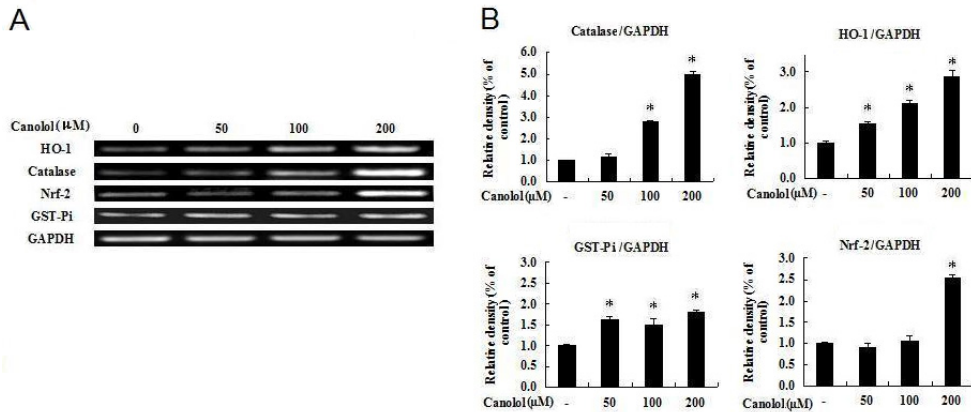 A
Canolol (μM) 0 50 100 200
HO-1
Catalase
Nrf-2
GST-Pi
GAPDH
B
Catalase/GAPDH
Relative density (% of
control)
6.0
5.0
4.0
3.0
2.0
1.0
0.0
*
*
Canolol (μM) - 50 100 200
HO-1/GAPDH
Relative density (% of
control)
3.0
2.0
1.0
0.0
*
*
*
Canolol (μM) - 50 100 200
GST-Pi/GAPDH
Relative density (% of
control)
3.0
2.5
2.0
1.5
1.0
0.5
0.0
*
*
*
Canolol (μM) - 50 100 200
Nrf-2/GAPDH
Relative density (% of
control)
3.0
2.5
2.0
1.5
1.0
0.5
0.0
*
Canolol (μM) - 50 100 200